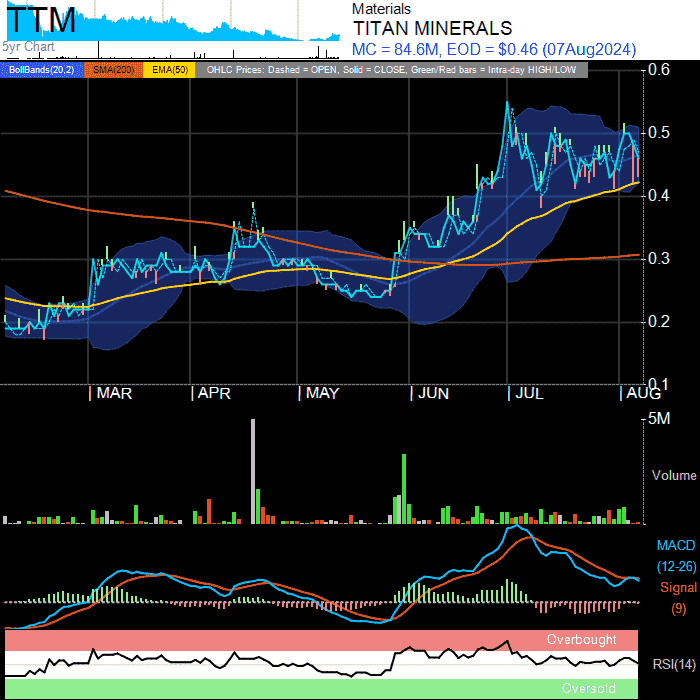 TTM
5yr Chart
Materials
TITAN MINERALS
MC = 84.6M, EOD = $0.46 (07Aug2024)
BollBands(20,2) SMA(200) EMA(50) OHLC Prices: Dashed = OPEN, Solid = CLOSE, Green/Red bars = Intra-day HIGH/LOW
0.6
0.5
0.4
0.3
0.2
0.1
MAR APR MAY JUN JUL AUG
5M
Volume
MACD
(12-26)
Signal
(9)
Overbought
RSI(14)
Oversold